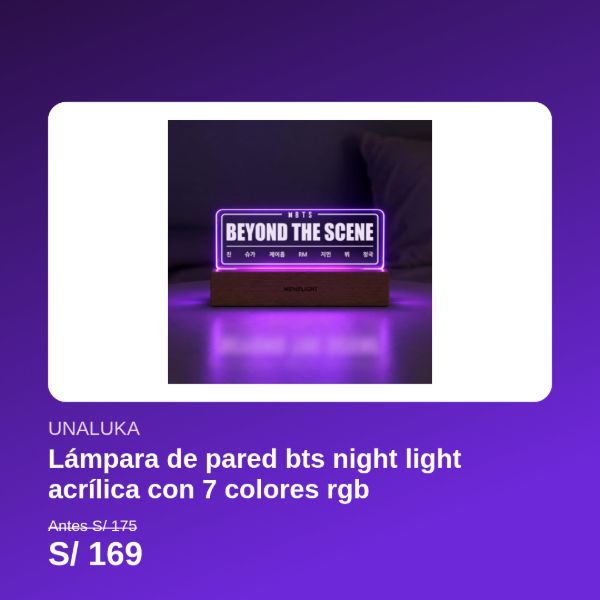 MBTS
BEYOND THE SCENE
진 슈가 제이홉 RM 지민 뷔 정국
UNALUKA
Lámpara de pared bts night light
acrílica con 7 colores rgb
Antes S/ 175
S/ 169